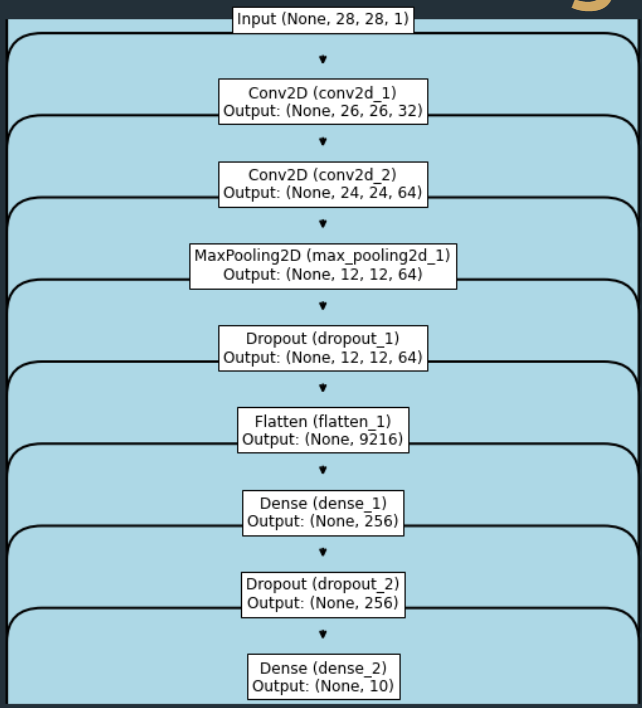 Input (None, 28, 28, 1)
Conv2D (conv2d_1)
Output: (None, 26, 26, 32)
Conv2D (conv2d_2)
Output: (None, 24, 24, 64)
MaxPooling2D (max_pooling2d_1)
Output: (None, 12, 12, 64)
Dropout (dropout_1)
Output: (None, 12, 12, 64)
Flatten (flatten_1)
Output: (None, 9216)
Dense (dense_1)
Output: (None, 256)
Dropout (dropout_2)
Output: (None, 256)
Dense (dense_2)
Output: (None, 10)